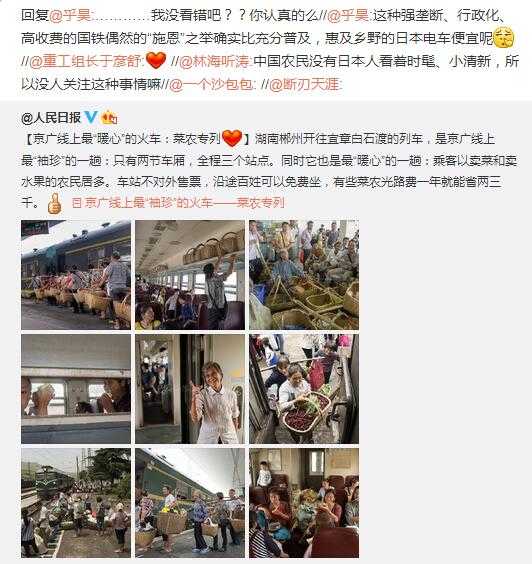 回复@乎昊:…………我没看错吧？？你认真的么//@乎昊:这种强垄断、行政化、
高收费的国铁偶然的“施恩”之举确实比充分普及，惠及乡野的日本电车便宜呢
//@重工组长于彦舒: //@林海听涛:中国农民没有日本人看着时髦、小清新，所
以没人关注这种事情嘛//@一个沙包包: //@断刃天涯:
@人民日报
【京广线上最“暖心”的火车：菜农专列】湖南郴州开往宜章白石渡的列车，是京广线上
最“袖珍”的一趟：只有两节车厢，全程三个站点。同时它也是最“暖心”的一趟：乘客以卖菜和卖
水果的农民居多。车站不对外售票，沿途百姓可以免费坐，有些菜农光路费一年就能省两三
千。 京广线上最“袖珍”的火车——菜农专列